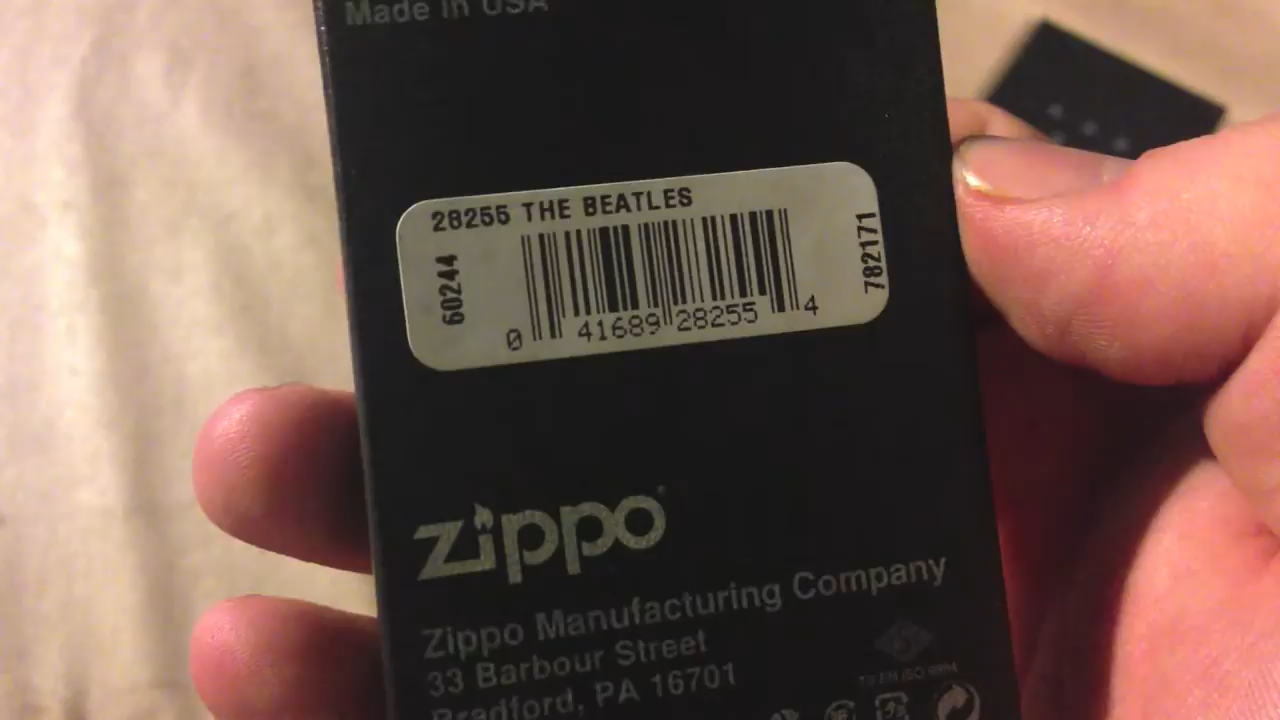 Made in USA
28255 THE BEATLES
60244
782171
0 41689 28255 4
zippo
Zippo Manufacturing Company
33 Barbour Street
Bradford, PA 16701